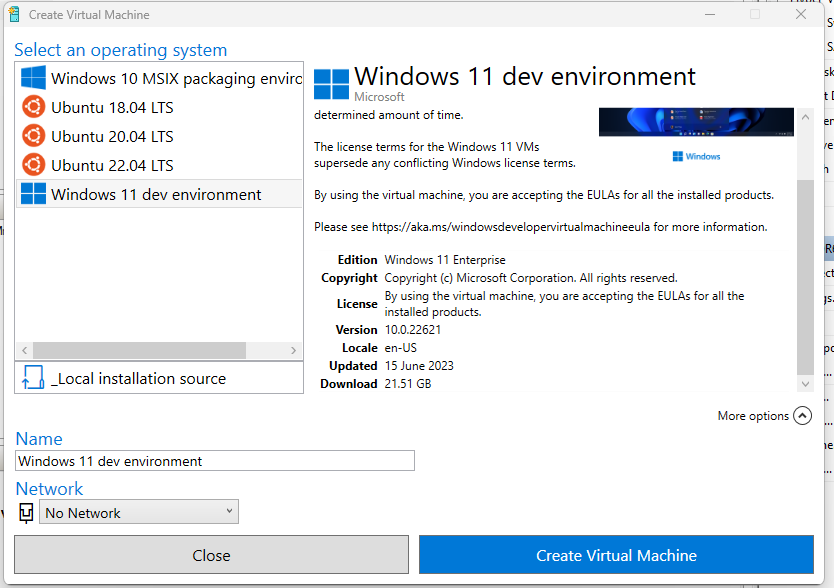 Create Virtual Machine
Select an operating system
Windows 10 MSIX packaging enviro
Ubuntu 18.04 LTS
Ubuntu 20.04 LTS
Ubuntu 22.04 LTS
Windows 11 dev environment
_Local installation source
Windows 11 dev environment
Microsoft
determined amount of time.
Windows
The license terms for the Windows 11 VMs
supersede any conflicting Windows license terms.
By using the virtual machine, you are accepting the EULAs for all the installed products.
Please see https://aka.ms/windowsdevelopervirtualmachineeula for more information.
Edition Windows 11 Enterprise
Copyright Copyright (c) Microsoft Corporation. All rights reserved.
License By using the virtual machine, you are accepting the EULAs for all the
installed products.
Version 10.0.22621
Locale en-US
Updated 15 June 2023
Download 21.51 GB
More options
Name
Windows 11 dev environment
Network
No Network
Close
Create Virtual Machine